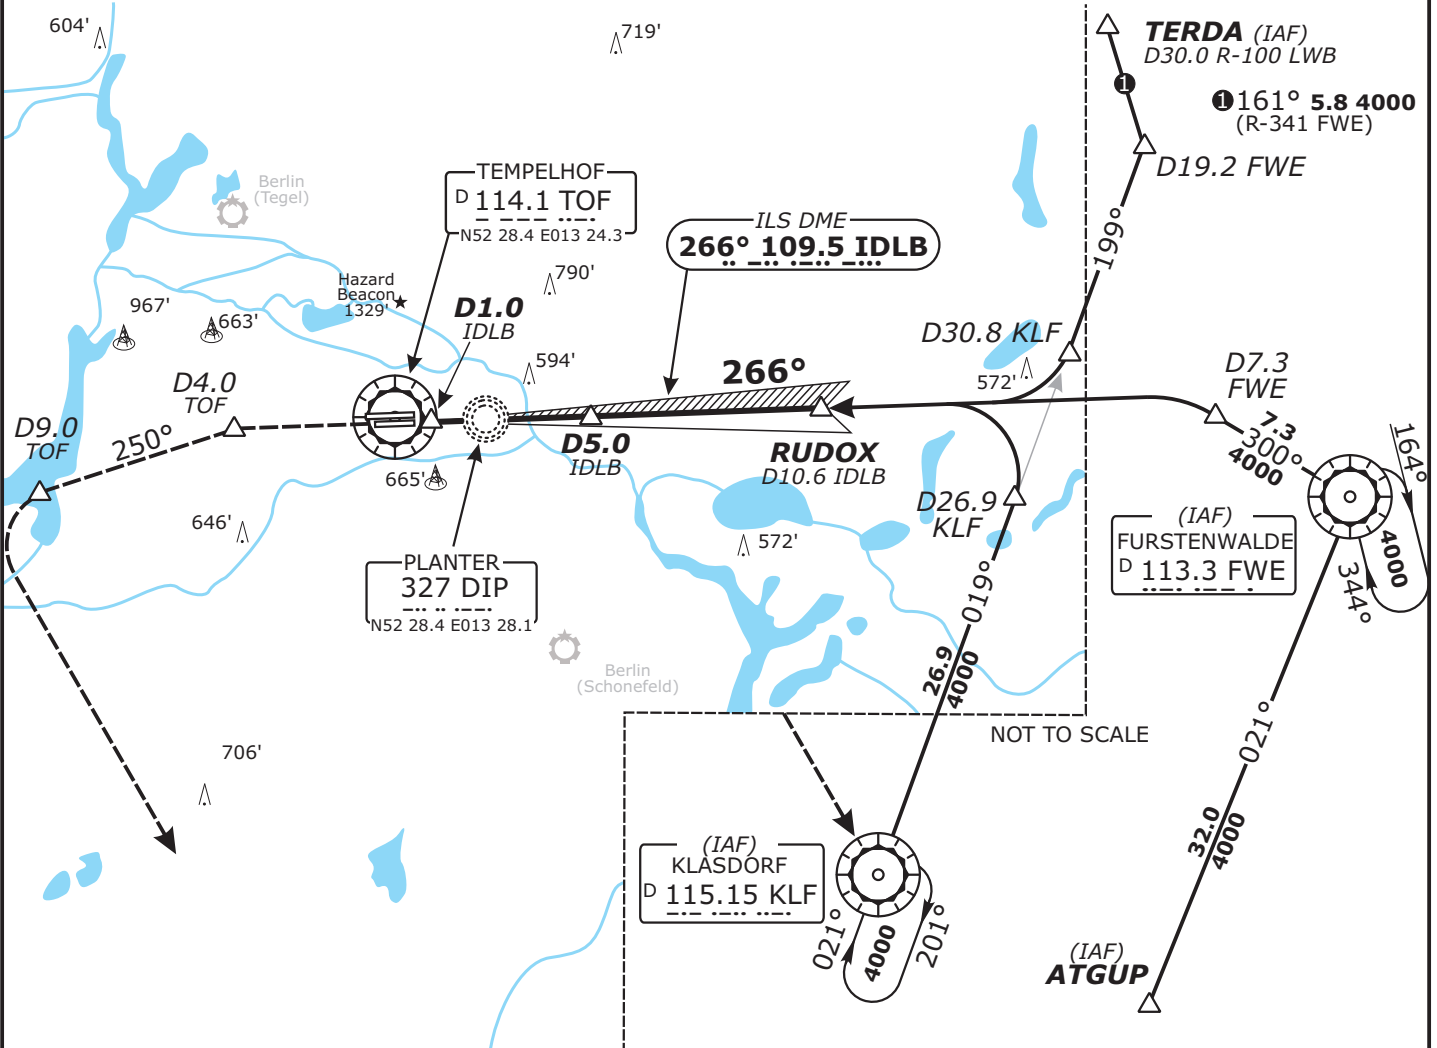 604'
719'
TERDA (IAF)
D30.0 R-100 LWB
1
1 161° 5.8 4000
(R-341 FWE)
D19.2 FWE
199°
Berlin
(Tegel)
TEMPELHOF
D 114.1 TOF
N52 28.4 E013 24.3
ILS DME
266° 109.5 IDLB
Hazard
Beacon
1329'
790'
967'
663'
D1.0
IDLB
594'
266°
D30.8 KLF
572'
D7.3
FWE
D4.0
TOF
D9.0
TOF
250°
665'
D5.0
IDLB
RUDOX
D10.6 IDLB
7.3
300°
4000
164°
646'
572'
D26.9
KLF
(IAF)
FURSTENWALDE
D 113.3 FWE
4000
344°
PLANTER
327 DIP
N52 28.4 E013 28.1
019°
26.9
4000
Berlin
(Schonefeld)
NOT TO SCALE
706'
021°
32.0
4000
(IAF)
KLASDORF
D 115.15 KLF
021°
4000
201°
(IAF)
ATGUP